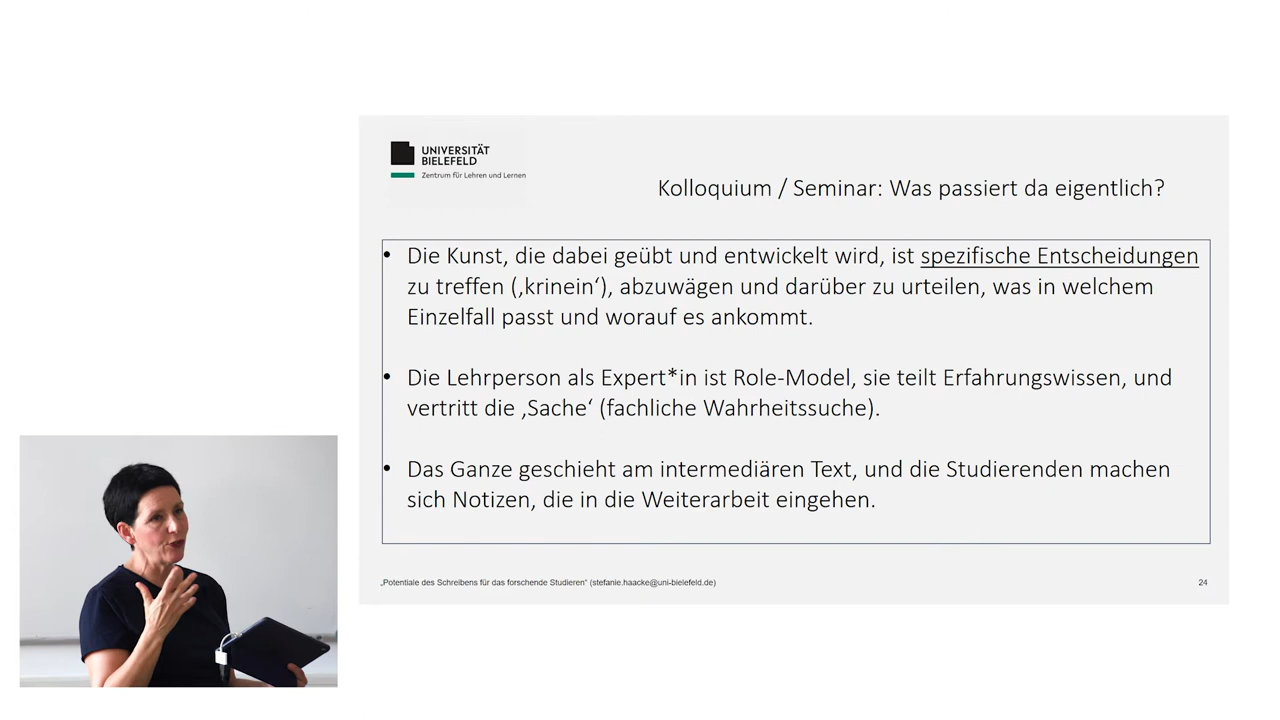 UNIVERSITÄT
BIELEFELD
Zentrum für Lehren und Lernen
Kolloquium / Seminar: Was passiert da eigentlich?
• Die Kunst, die dabei geübt und entwickelt wird, ist spezifische Entscheidungen
zu treffen (‚krinein‘), abzuwägen und darüber zu urteilen, was in welchem
Einzelfall passt und worauf es ankommt.
• Die Lehrperson als Expert*in ist Role-Model, sie teilt Erfahrungswissen, und
vertritt die ‚Sache‘ (fachliche Wahrheitssuche).
• Das Ganze geschieht am intermediären Text, und die Studierenden machen
sich Notizen, die in die Weiterarbeit eingehen.
„Potentiale des Schreibens für das forschende Studieren“ (stefanie.haacke@uni-bielefeld.de)
24